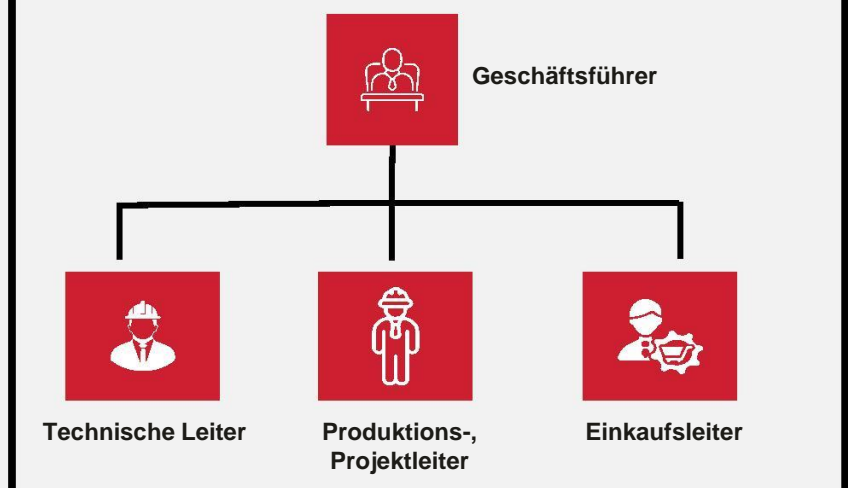 Geschäftsführer
Technische Leiter
Produktions-,
Projektleiter
Einkaufsleiter